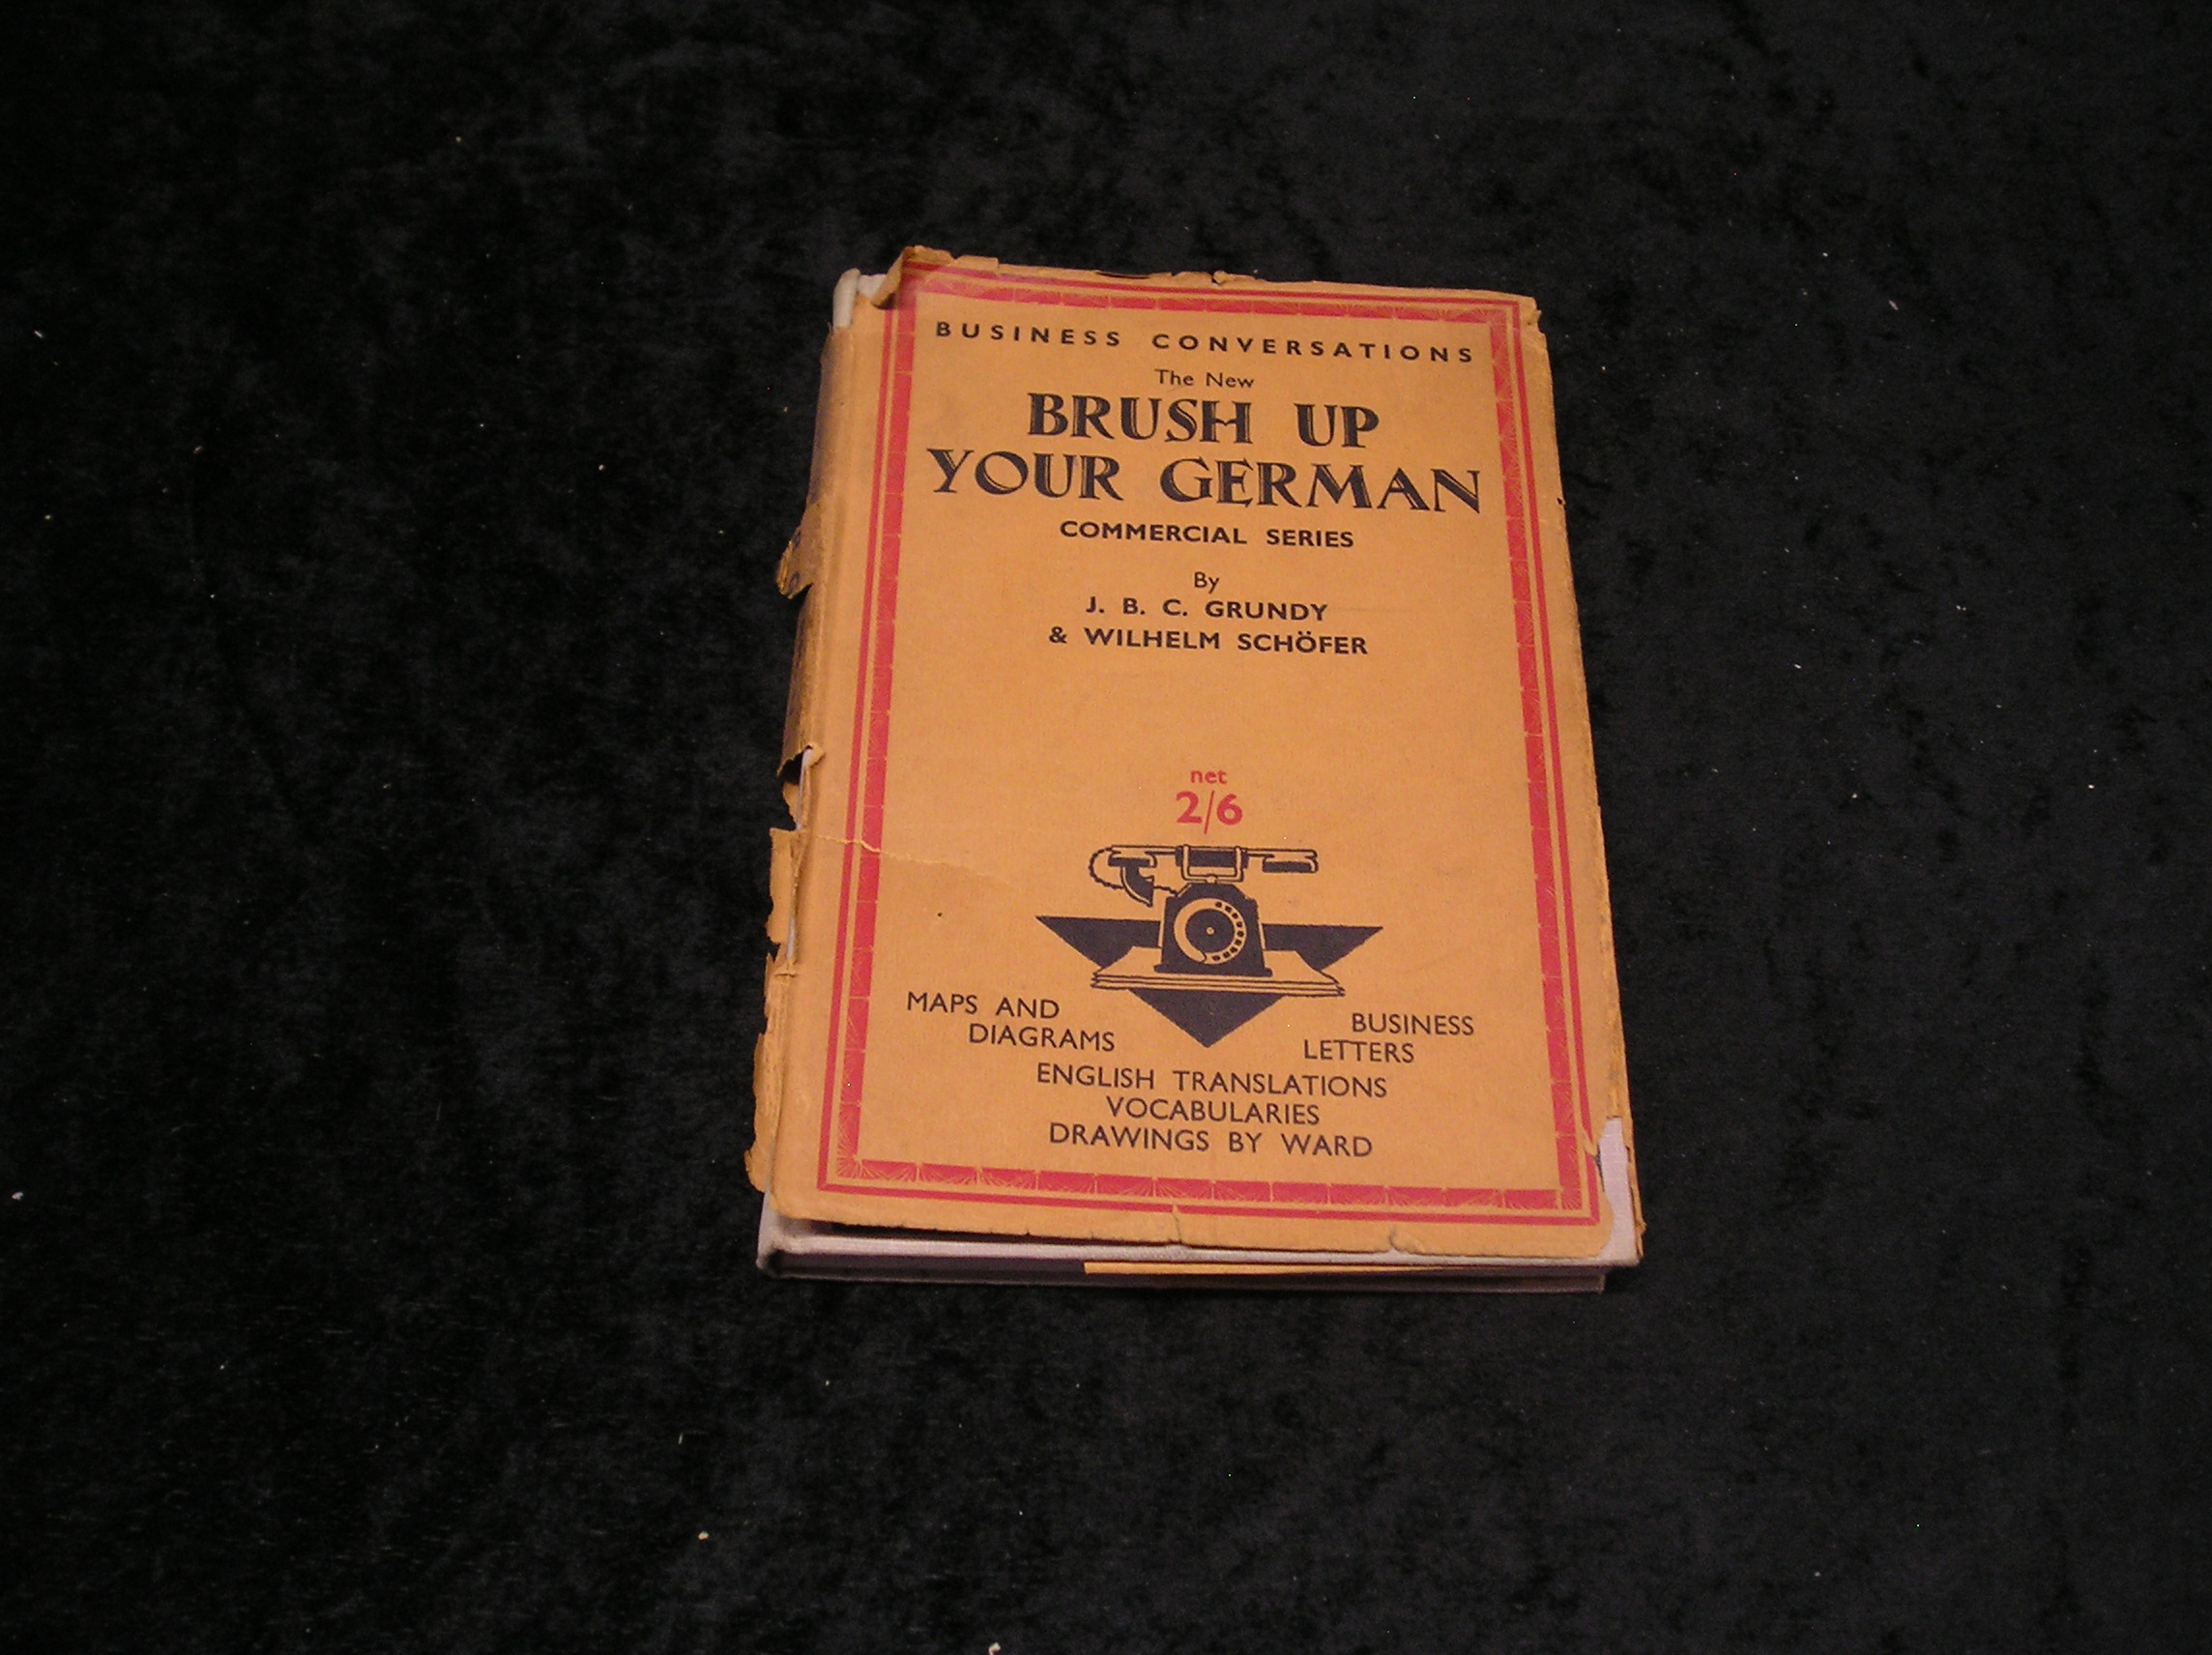 BUSINESS CONVERSATIONS
The New
BRUSH UP
YOUR GERMAN
COMMERCIAL SERIES
By
J. B. C. GRUNDY
& WILHELM SCHÖFER
net
2/6
MAPS AND
DIAGRAMS
BUSINESS
LETTERS
ENGLISH TRANSLATIONS
VOCABULARIES
DRAWINGS BY WARD